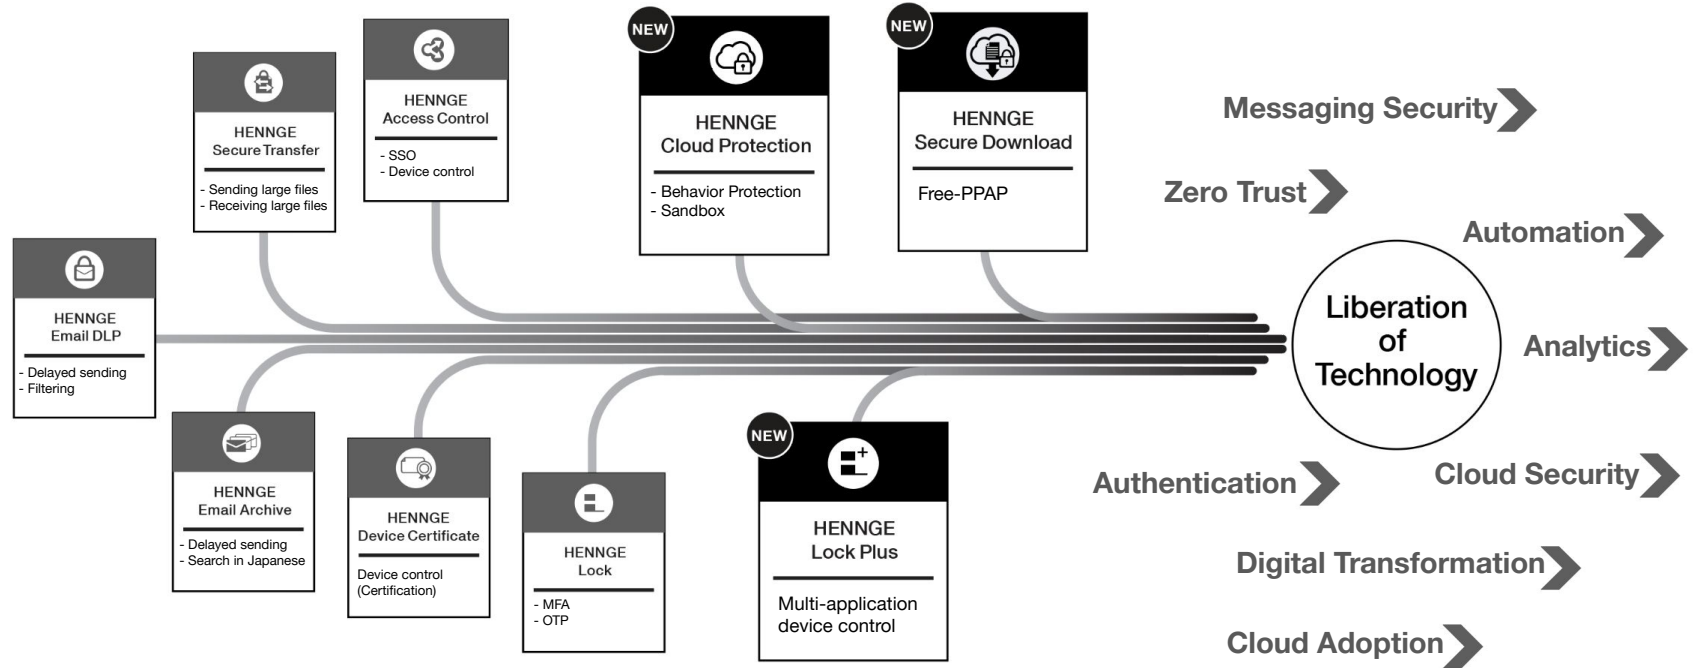 NEW
HENNGE
Cloud Protection
- Behavior Protection
- Sandbox
NEW
HENNGE
Secure Download
Free-PPAP
HENNGE
Access Control
- SSO
- Device control
HENNGE
Secure Transfer
- Sending large files
- Receiving large files
HENNGE
Email DLP
- Delayed sending
- Filtering
HENNGE
Email Archive
- Delayed sending
- Search in Japanese
HENNGE
Device Certificate
Device control
(Certification)
HENNGE
Lock
- MFA
- OTP
NEW
HENNGE
Lock Plus
Multi-application
device control
Messaging Security
Zero Trust
Automation
Liberation
of
Technology
Analytics
Authentication
Cloud Security
Digital Transformation
Cloud Adoption